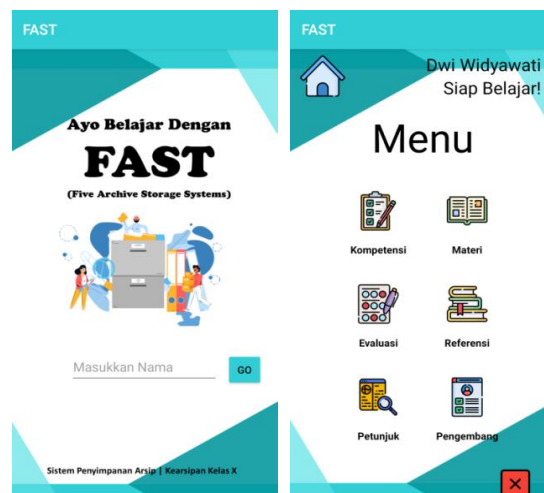 FAST
Ayo Belajar Dengan
FAST
(Five Archive Storage Systems)
Masukkan Nama
GO
Sistem Penyimpanan Arsip | Kearsipan Kelas X
FAST
Dwi Widyawati
Siap Belajar!
Menu
Kompetensi
Materi
Evaluasi
Referensi
Petunjuk
Pengembang